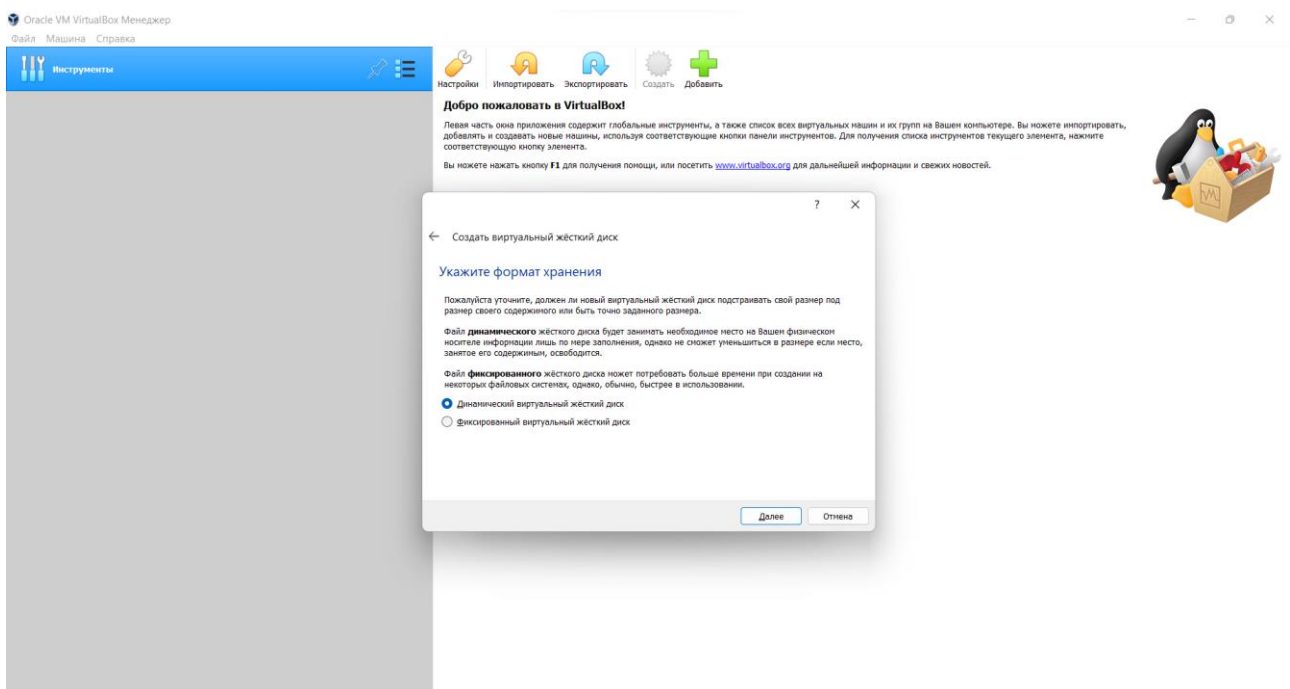 Oracle VM VirtualBox Менеджер
Файл Машина Справка
Инструменты
Настройки Импортировать Экспортировать Создать Добавить
Добро пожаловать в VirtualBox!
Левая часть окна приложения содержит глобальные инструменты, а также список всех виртуальных машин и их групп на Вашем компьютере. Вы можете импортировать,
добавлять и создавать новые машины, используя соответствующие кнопки панели инструментов. Для получения списка инструментов текущего элемента, нажмите
соответствующую кнопку элемента.
Вы можете нажать кнопку F1 для получения помощи, или посетить www.virtualbox.org для дальнейшей информации и свежих новостей.
?
Создать виртуальный жёсткий диск
Укажите формат хранения
Пожалуйста уточните, должен ли новый виртуальный жёсткий диск подстраивать свой размер под
размер своего содержимого или быть точно заданного размера.
Файл динамического жёсткого диска будет занимать необходимое место на Вашем физическом
носителе информации лишь по мере заполнения, однако не сможет уменьшиться в размере если место,
занятое его содержимым, освободится.
Файл фиксированного жёсткого диска может потребовать больше времени при создании на
некоторых файловых системах, однако, обычно, быстрее в использовании.
Динамический виртуальный жёсткий диск
Фиксированный виртуальный жёсткий диск
Далее Отмена